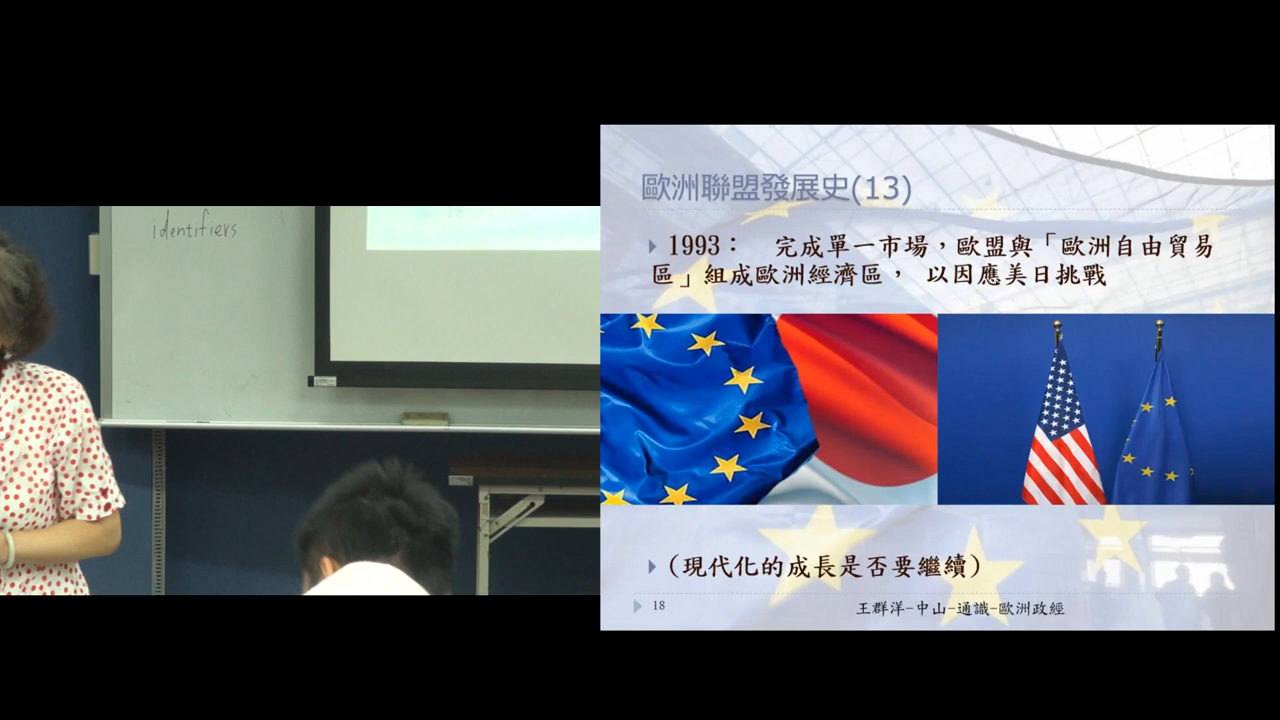 identifiers
歐洲聯盟發展史(13)
1993： 完成單一市場，歐盟與「歐洲自由貿易
區」組成歐洲經濟區， 以因應美日挑戰
(現代化的成長是否要繼續)
18
王群洋-中山-通識-歐洲政經